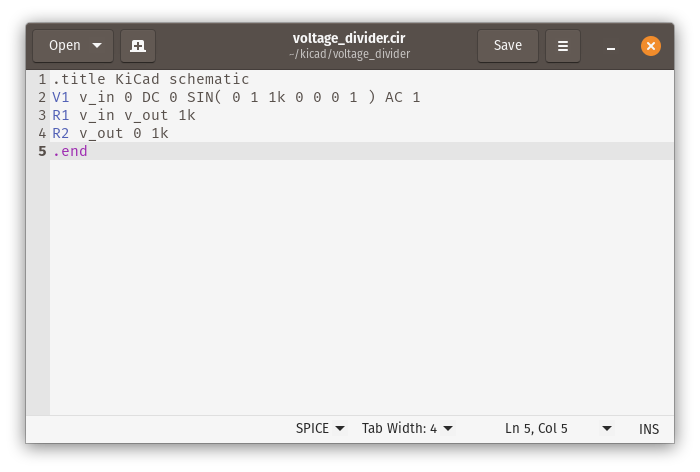 Open
voltage_divider.cir
~/kicad/voltage_divider
Save
1 .title KiCad schematic
2 V1 v_in 0 DC 0 SIN( 0 1 1k 0 0 0 1 ) AC 1
3 R1 v_in v_out 1k
4 R2 v_out 0 1k
5 .end
SPICE Tab Width: 4 Ln 5, Col 5 INS